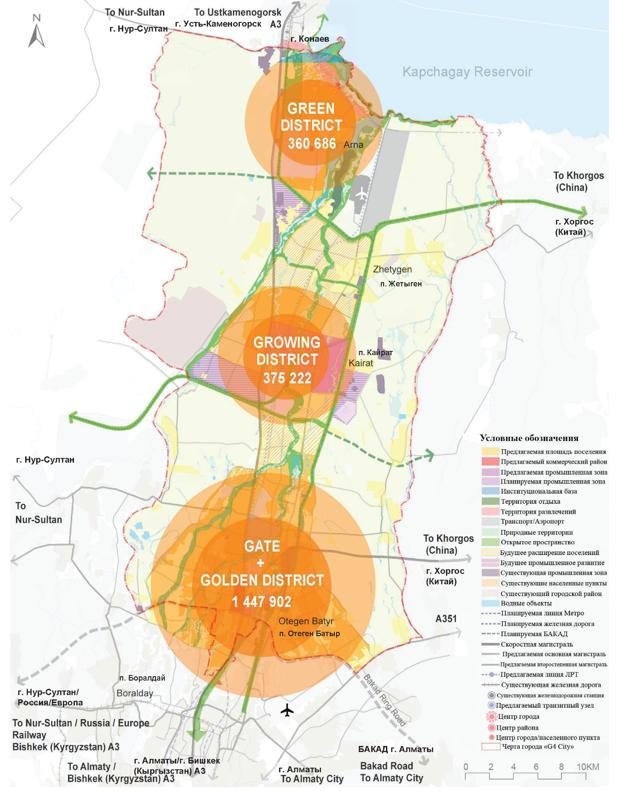 To Nur-Sultan
г. Нур-Султан
To Ustkamenogorsk
г. Усть-Каменогорск
A3
г. Конаев
N
Kapchagay Reservoir
GREEN
DISTRICT
360 686
Arna
To Khorgos
(China)
г. Хоргос
(Китай)
Zhetygen
п. Жетыген
GROWING
DISTRICT
375 222
п. Кайрат
Kairat
г. Нур-Султан
To
Nur-Sultan
GATE
+
GOLDEN DISTRICT
1 447 902
To Khorgos
(China)
г. Хоргос
(Китай)
Otegen Batyr
п. Отеген Батыр
A351
п. Боралдай
Boralday
г. Нур-Султан/
Россия/Европа
To Nur-Sultan / Russia / Europe
Railway
Bishkek (Kyrgyzstan) A3
To Almaty /
Bishkek (Kyrgyzstan) A3
г. Алматы/г. Бишкек
(Кыргызстан) A3
г. Алматы
To Almaty City
Bakad Ring Road
БАКАД г. Алматы
Bakad Road
To Almaty City
Условные обозначения
Предлагаемая площадь поселения
Предлагаемый коммерческий район
Предлагаемая промышленная зона
Планируемая промышленная зона
Институциональная база
Территория отдыха
Территория развлечений
Транспорт/Аэропорт
Природные территории
Открытое пространство
Будущее расширение поселений
Будущее промышленное развитие
Существующая промышленная зона
Существующие населенные пункты
Существующий городской район
Водные объекты
Планируемая линия Метро
Планируемая железная дорога
Планируемая БАКАД
Скоростная магистраль
Предлагаемая основная магистраль
Предлагаемая второстепенная магистраль
Предлагаемая линия ЛРТ
Существующая железная дорога
Существующая железнодорожная станция
Предлагаемый транзитный узел
Центр города
Центр района
Центр города/населенного пункта
Черта города «G4 City»
0 2 4 6 8 10KM